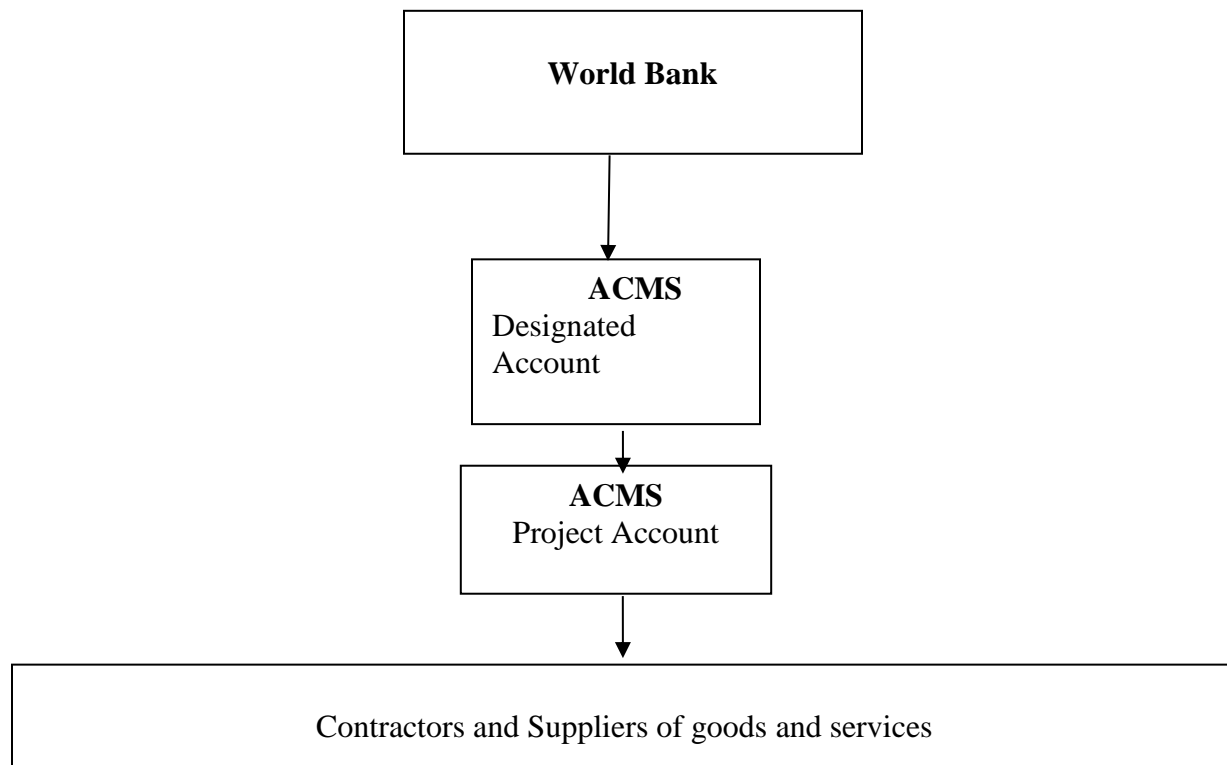 World Bank
ACMS
Designated
Account
ACMS
Project Account
Contractors and Suppliers of goods and services